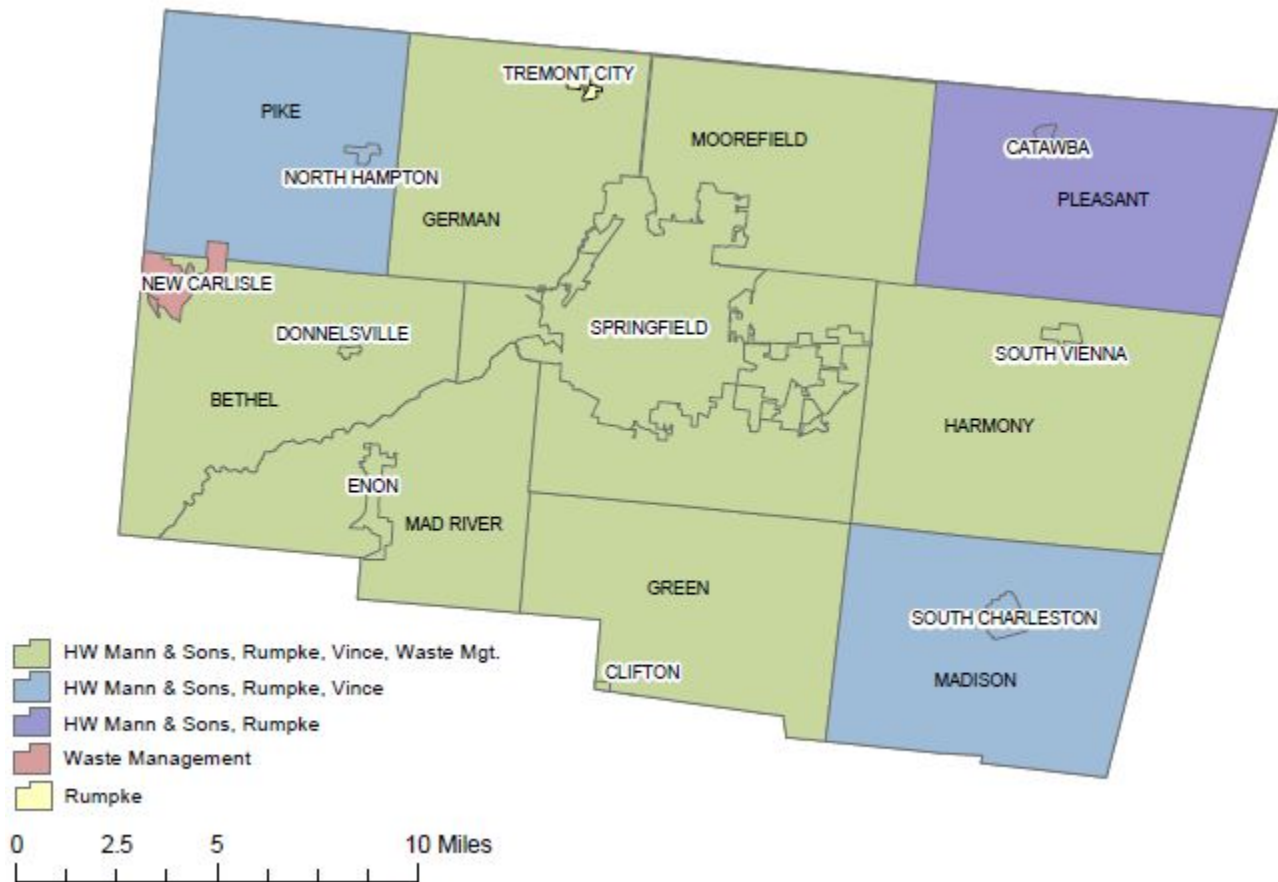 TREMONT CITY
PIKE
MOOREFIELD
CATAWBA
NORTH HAMPTON
PLEASANT
GERMAN
NEW CARLISLE
DONNELSVILLE
SPRINGFIELD
SOUTH VIENNA
BETHEL
HARMONY
ENON
MAD RIVER
GREEN
SOUTH CHARLESTON
CLIFTON
MADISON
HW Mann & Sons, Rumpke, Vince, Waste Mgt.
HW Mann & Sons, Rumpke, Vince
HW Mann & Sons, Rumpke
Waste Management
Rumpke
0 2.5 5 10 Miles